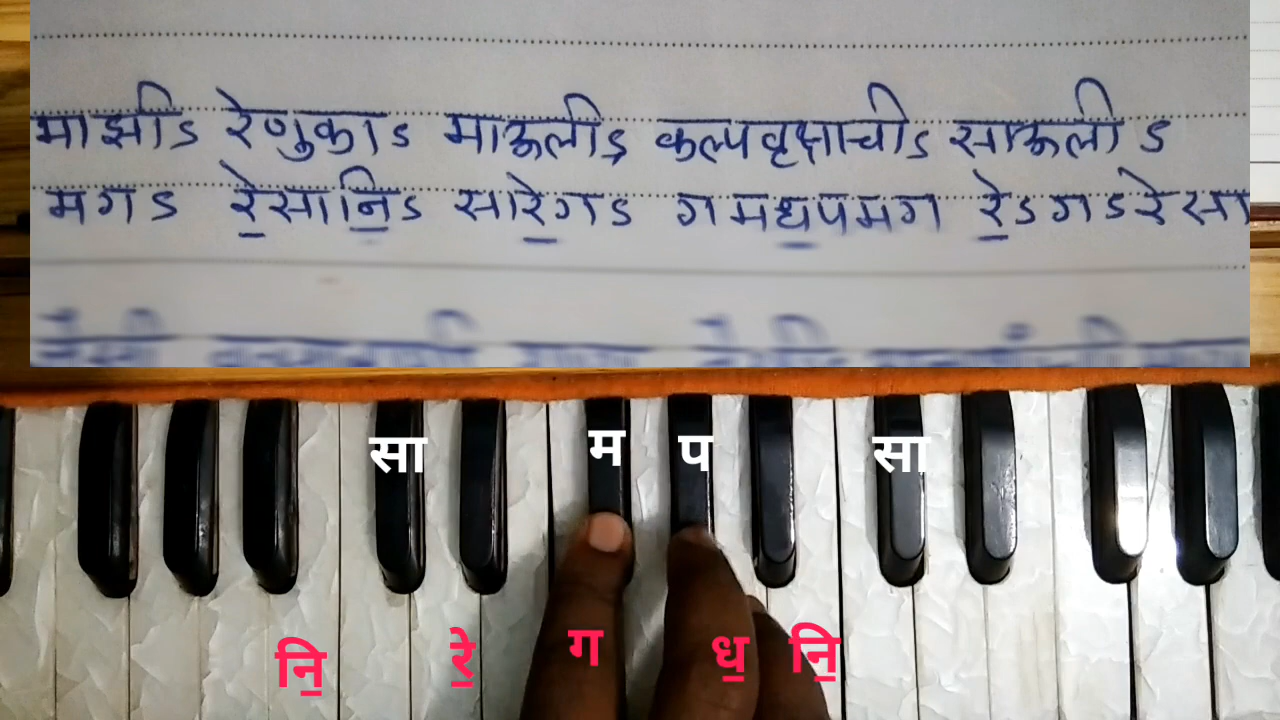 माझीऽ रेणुकाऽ माऊलीऽ कल्पवृक्षाचीऽ साऊलीऽ
मगऽ रे॒सानि॒ऽ सारे॒गऽ गमध॒पमग रे॒ऽगऽरेसा
सा म प सा
नि॒ रे॒ ग ध॒ नि॒